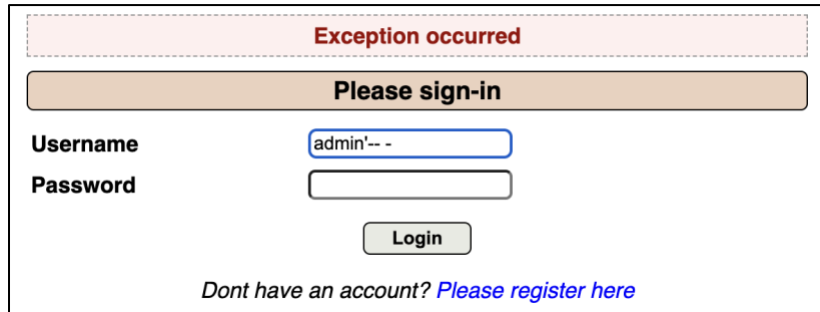 Exception occurred
Please sign-in
Username admin'-- -
Password
Login
Dont have an account? Please register here